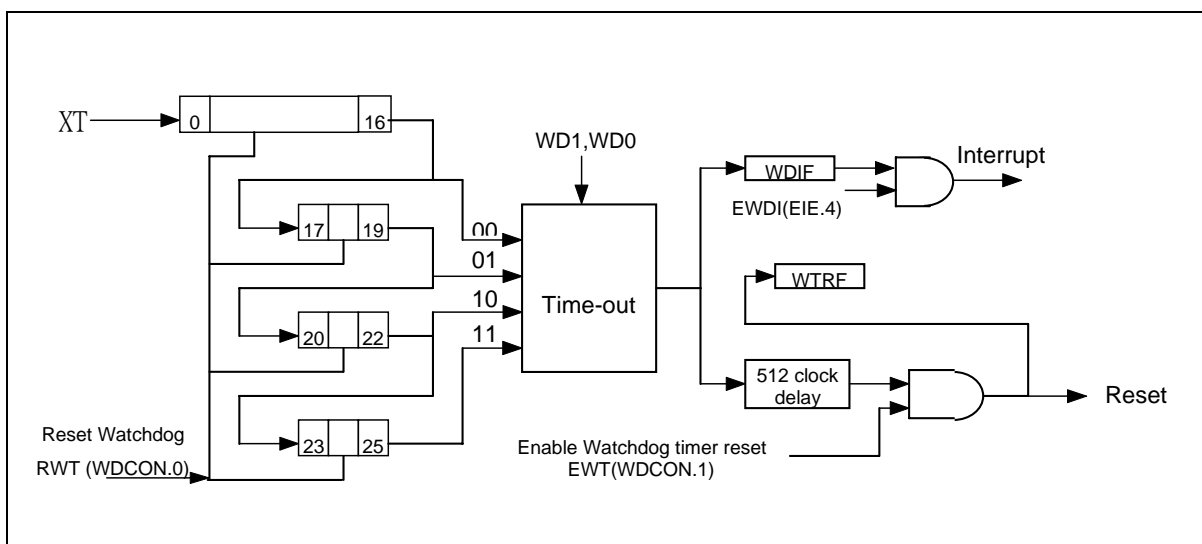 XT
0
16
17
19
20
22
23
25
Reset Watchdog
RWT (WDCON.0)
WD1,WD0
00
01
10
11
Time-out
WDIF
EWDI(EIE.4)
Interrupt
WTRF
512 clock
delay
Enable Watchdog timer reset
EWT(WDCON.1)
Reset